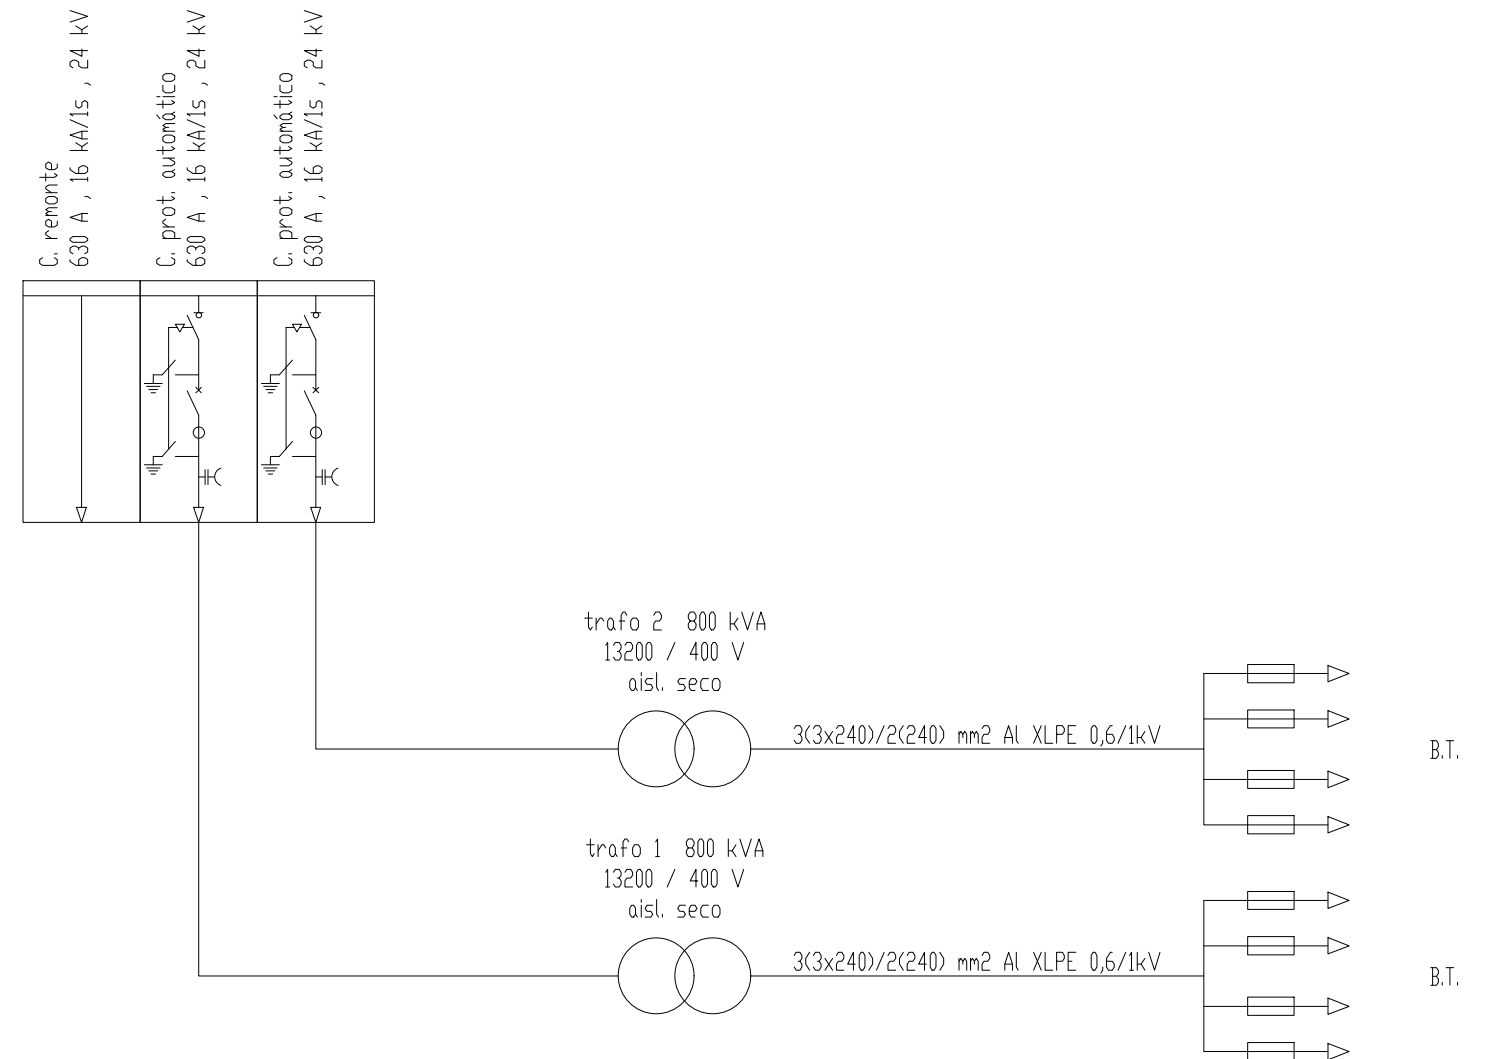 C. remonte
630 A , 16 kA/1s , 24 kV
C. prot. automático
630 A , 16 kA/1s , 24 kV
C. prot. automático
630 A , 16 kA/1s , 24 kV
trafo 2 800 kVA
13200 / 400 V
aisl. seco
3(3x240)/2(240) mm2 Al XLPE 0,6/1kV
B.T.
trafo 1 800 kVA
13200 / 400 V
aisl. seco
3(3x240)/2(240) mm2 Al XLPE 0,6/1kV
B.T.